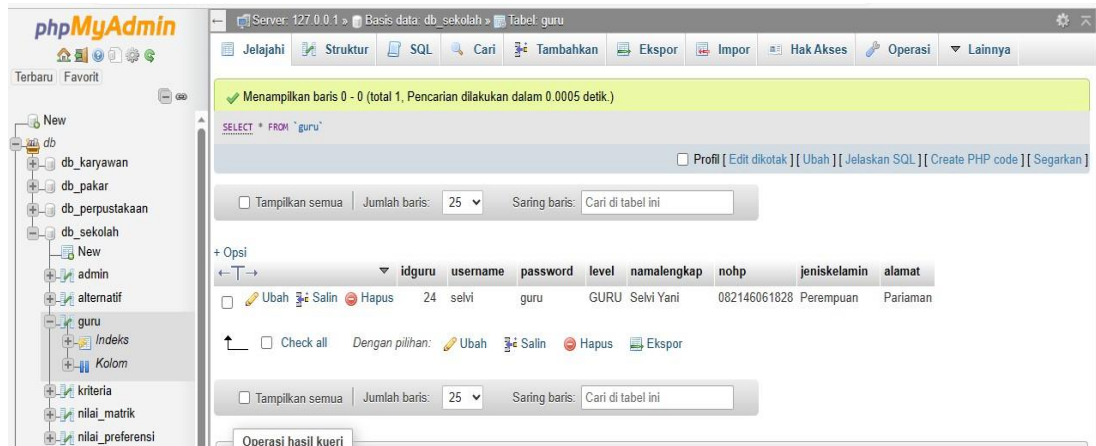 phpMyAdmin
Terbaru Favorit
New
db
db_karyawan
db_pakar
db_perpustakaan
db_sekolah
New
admin
alternatif
guru
Indeks
Kolom
kriteria
nilai_matrik
nilai_preferensi
Server: 127.0.0.1 » Basis data: db_sekolah » Tabel: guru
Jelajahi Struktur SQL Cari Tambahkan Ekspor Impor Hak Akses Operasi Lainnya
Menampilkan baris 0 - 0 (total 1, Pencarian dilakukan dalam 0.0005 detik.)
SELECT * FROM `guru`
Profil [ Edit dikotak ] [ Ubah ] [ Jelaskan SQL ] [ Create PHP code ] [ Segarkan ]
Tampilkan semua | Jumlah baris: 25 Saring baris: Cari di tabel ini
+ Opsi
←T→ idguru username password level namalengkap nohp jeniskelamin alamat
Ubah Salin Hapus 24 selvi guru GURU Selvi Yani 082146061828 Perempuan Pariaman
Check all Dengan pilihan: Ubah Salin Hapus Ekspor
Tampilkan semua | Jumlah baris: 25 Saring baris: Cari di tabel ini
Operasi hasil kueri